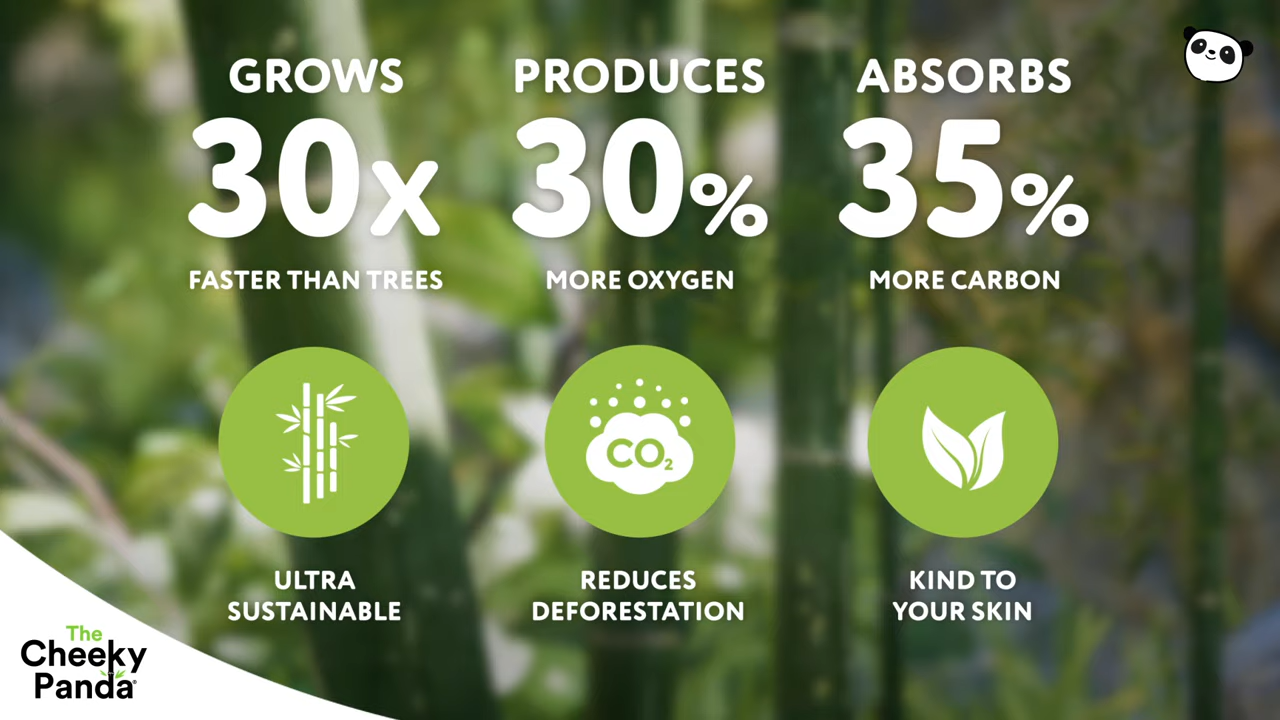 GROWS
30x
FASTER THAN TREES
PRODUCES
30%
MORE OXYGEN
ABSORBS
35%
MORE CARBON
ULTRA
SUSTAINABLE
CO₂
REDUCES
DEFORESTATION
KIND TO
YOUR SKIN
The
Cheeky
Panda